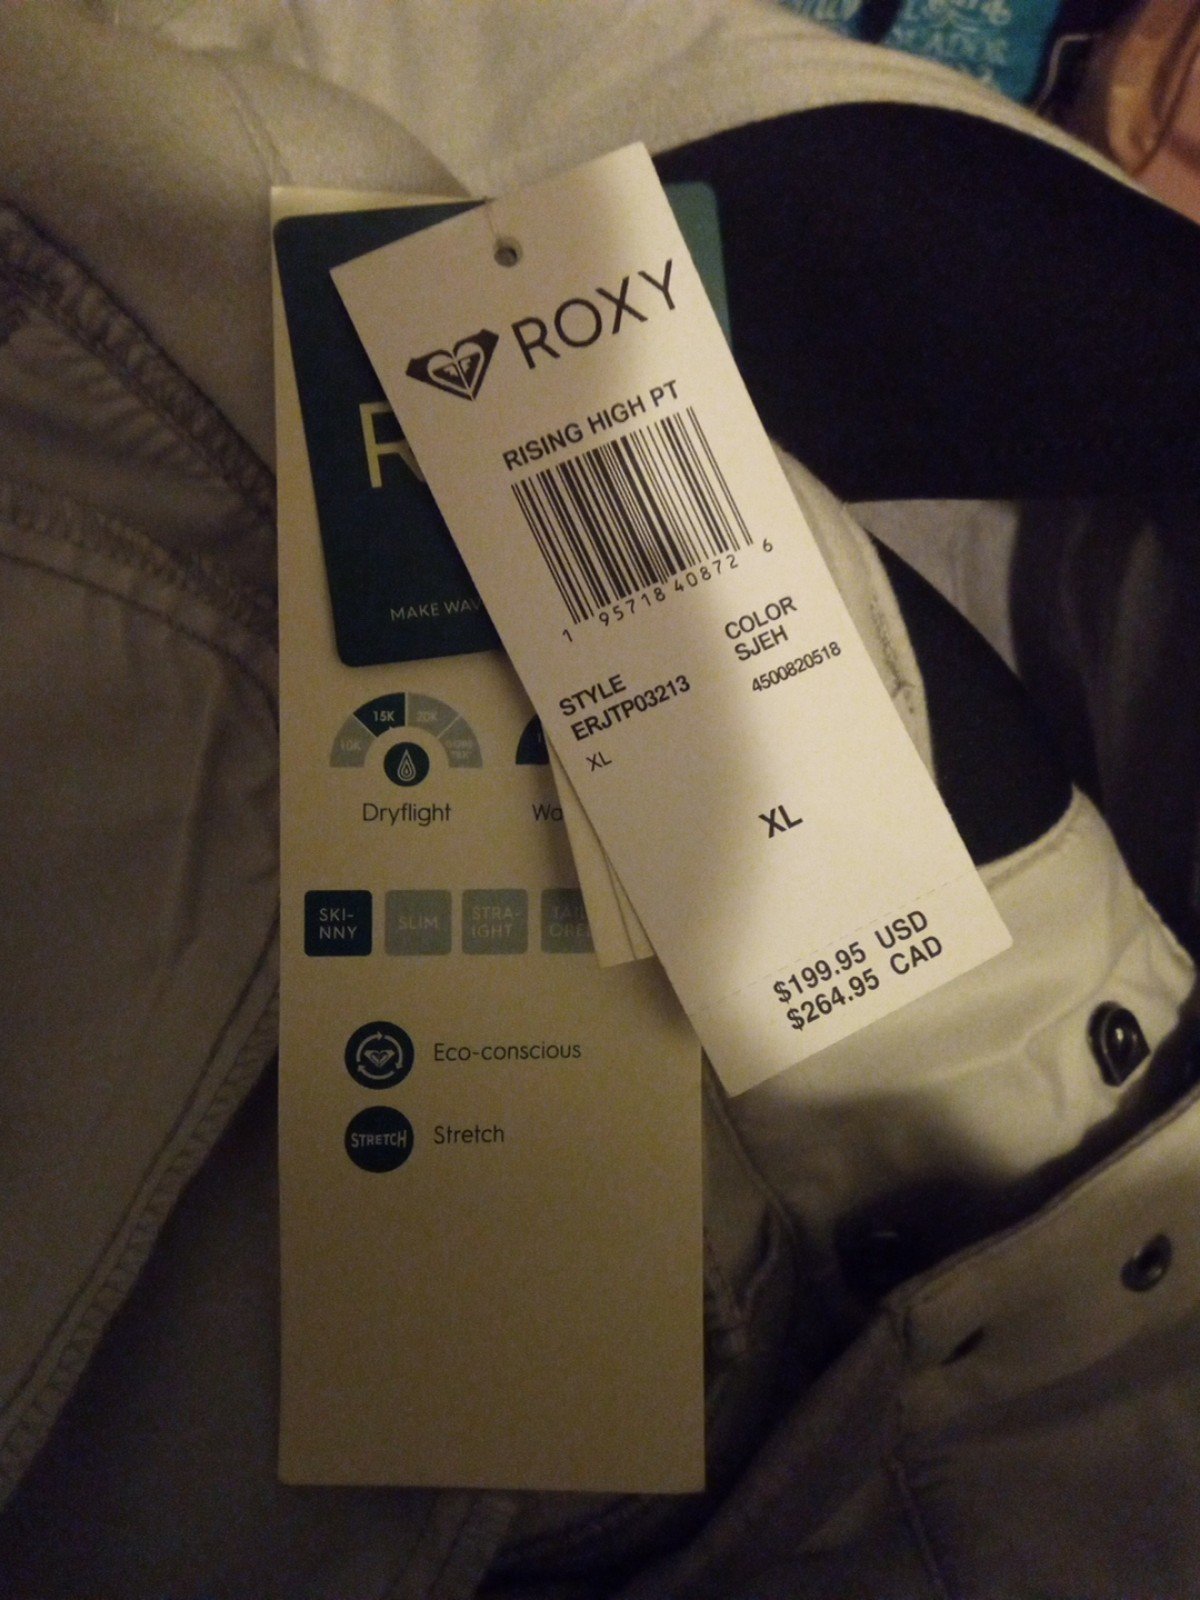 ROXY
RISING HIGH PT
1 95718 40872 6
COLOR
SJEH
4500820518
STYLE
ERJTP03213
XL
XL
$199.95 USD
$264.95 CAD
R
MAKE WAV
10K 15K 20K
Dryflight
Wa
SKI-
NNY
SLIM
STRA-
IGHT
Eco-conscious
STRETCH
Stretch